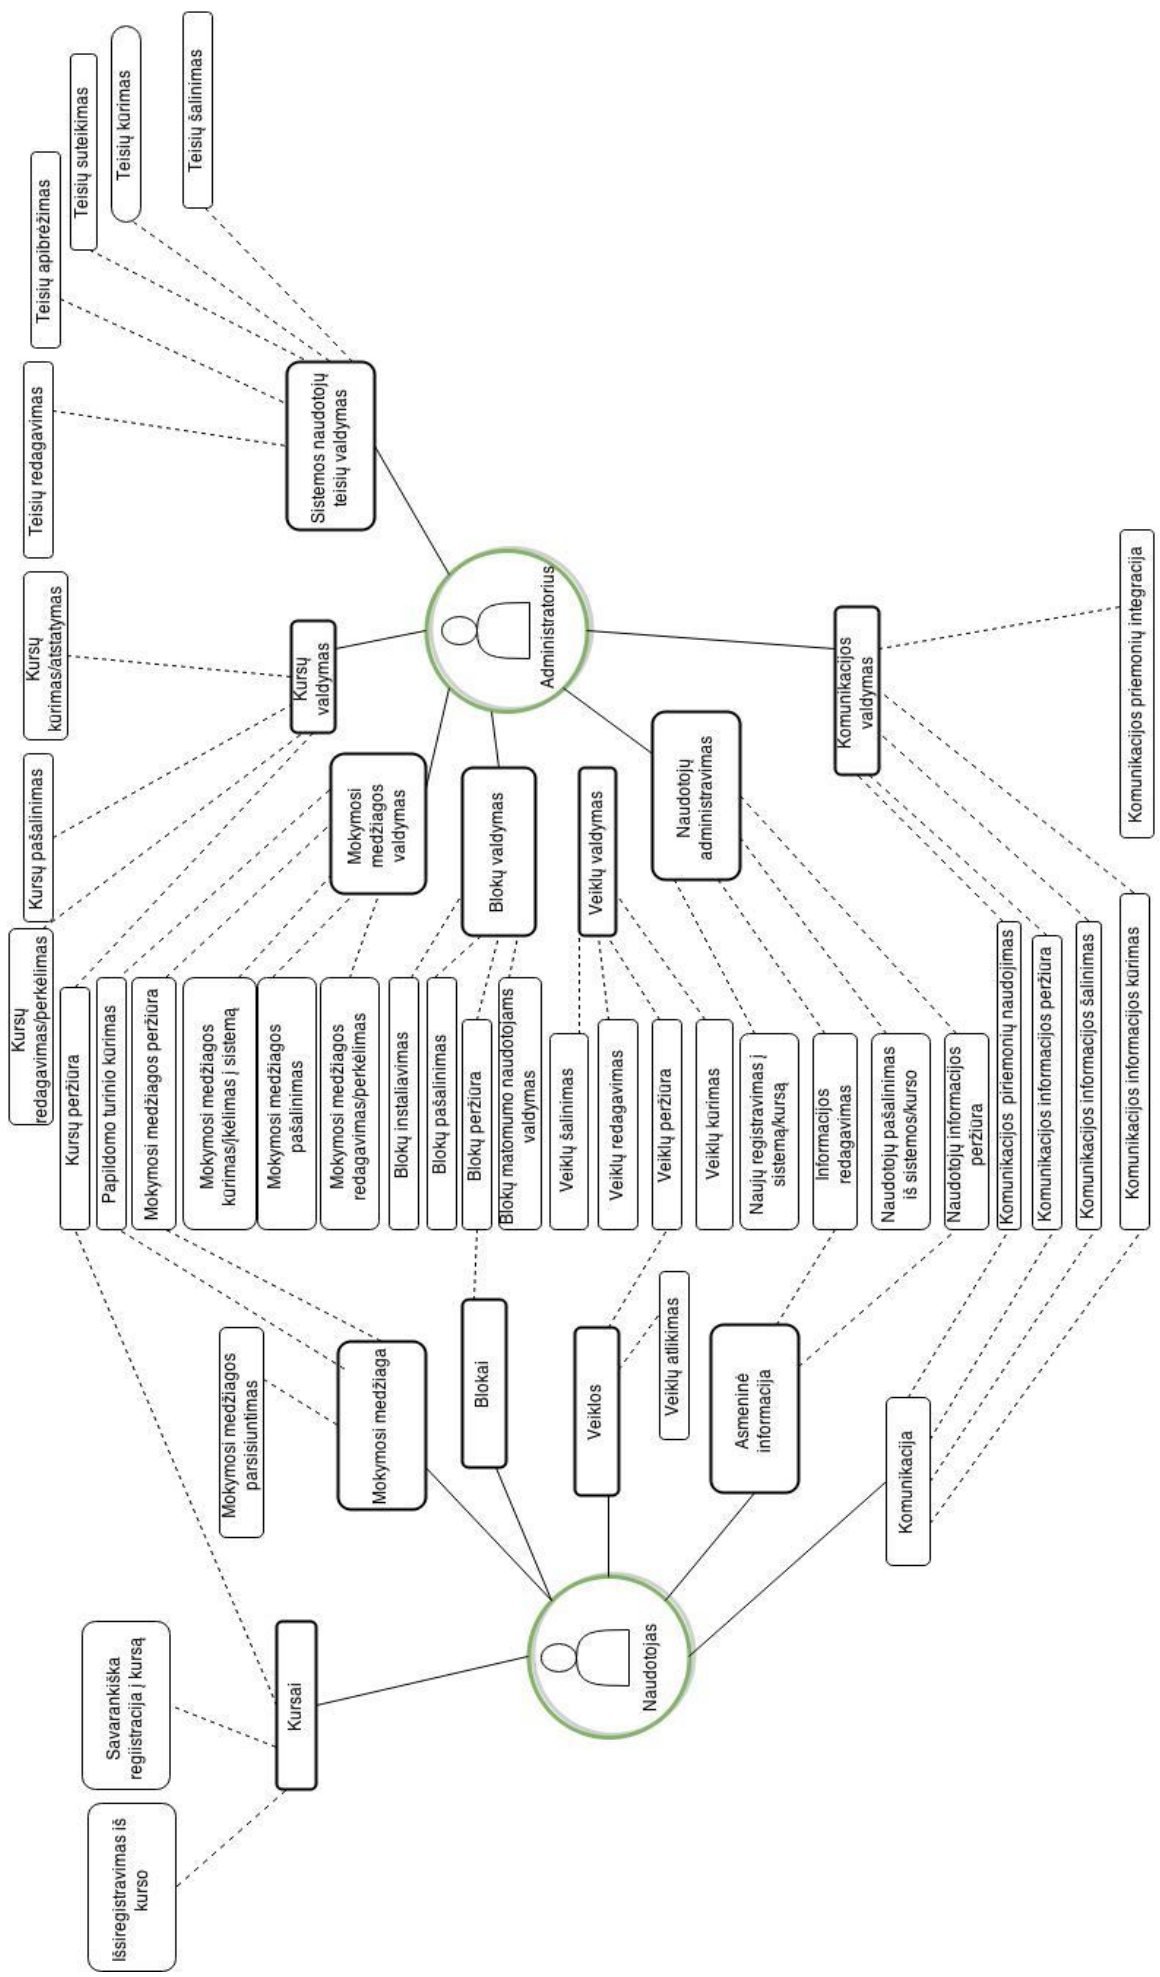 Išsiregistravimas iš
kurso
Savarankiška
regiistracija į kursą
Kursai
Naudotojas
Mokymosi medžiagos
parsisiuntimas
Mokymosi medžiaga
Blokai
Veiklos
Veiklų atlikimas
Asmeninė
informacija
Komunikacija
Kursų
redagavimas/perkėlimas
Kursų peržiūra
Papildomo turinio kūrimas
Mokymosi medžiagos peržiūra
Mokymosi medžiagos
kūrimas/įkėlimas į sistemą
Mokymosi medžiagos
pašalinimas
Mokymosi medžiagos
redagavimas/perkėlimas
Blokų instaliavimas
Blokų pašalinimas
Blokų peržiūra
Blokų matomumo naudotojams
valdymas
Veiklų šalinimas
Veiklų redagavimas
Veiklų peržiūra
Veiklų kūrimas
Naujų registravimas į
sistemą/kursą
Informacijos
redagavimas
Naudotojų pašalinimas
iš sistemos/kurso
Naudotojų informacijos
peržiūra
Komunikacijos piriemonių naudojimas
Komunikacijos informacijos peržiūra
Komunikacijos informacijos šalinimas
Komunikacijos informacijos kūrimas
Kursų pašalinimas
Kursų
kūrimas/atstatymas
Kursų
valdymas
Mokymosi
medžiagos
valdymas
Blokų valdymas
Veiklų valdymas
Naudotojų
administravimas
Komunikacijos
valdymas
Komunikacijos priemonių integracija
Administratorius
Sistemos naudotojų
teisių valdymas
Teisių redagavimas
Teisių apibrėžimas
Teisių suteikimas
Teisių kūrimas
Teisių šalinimas